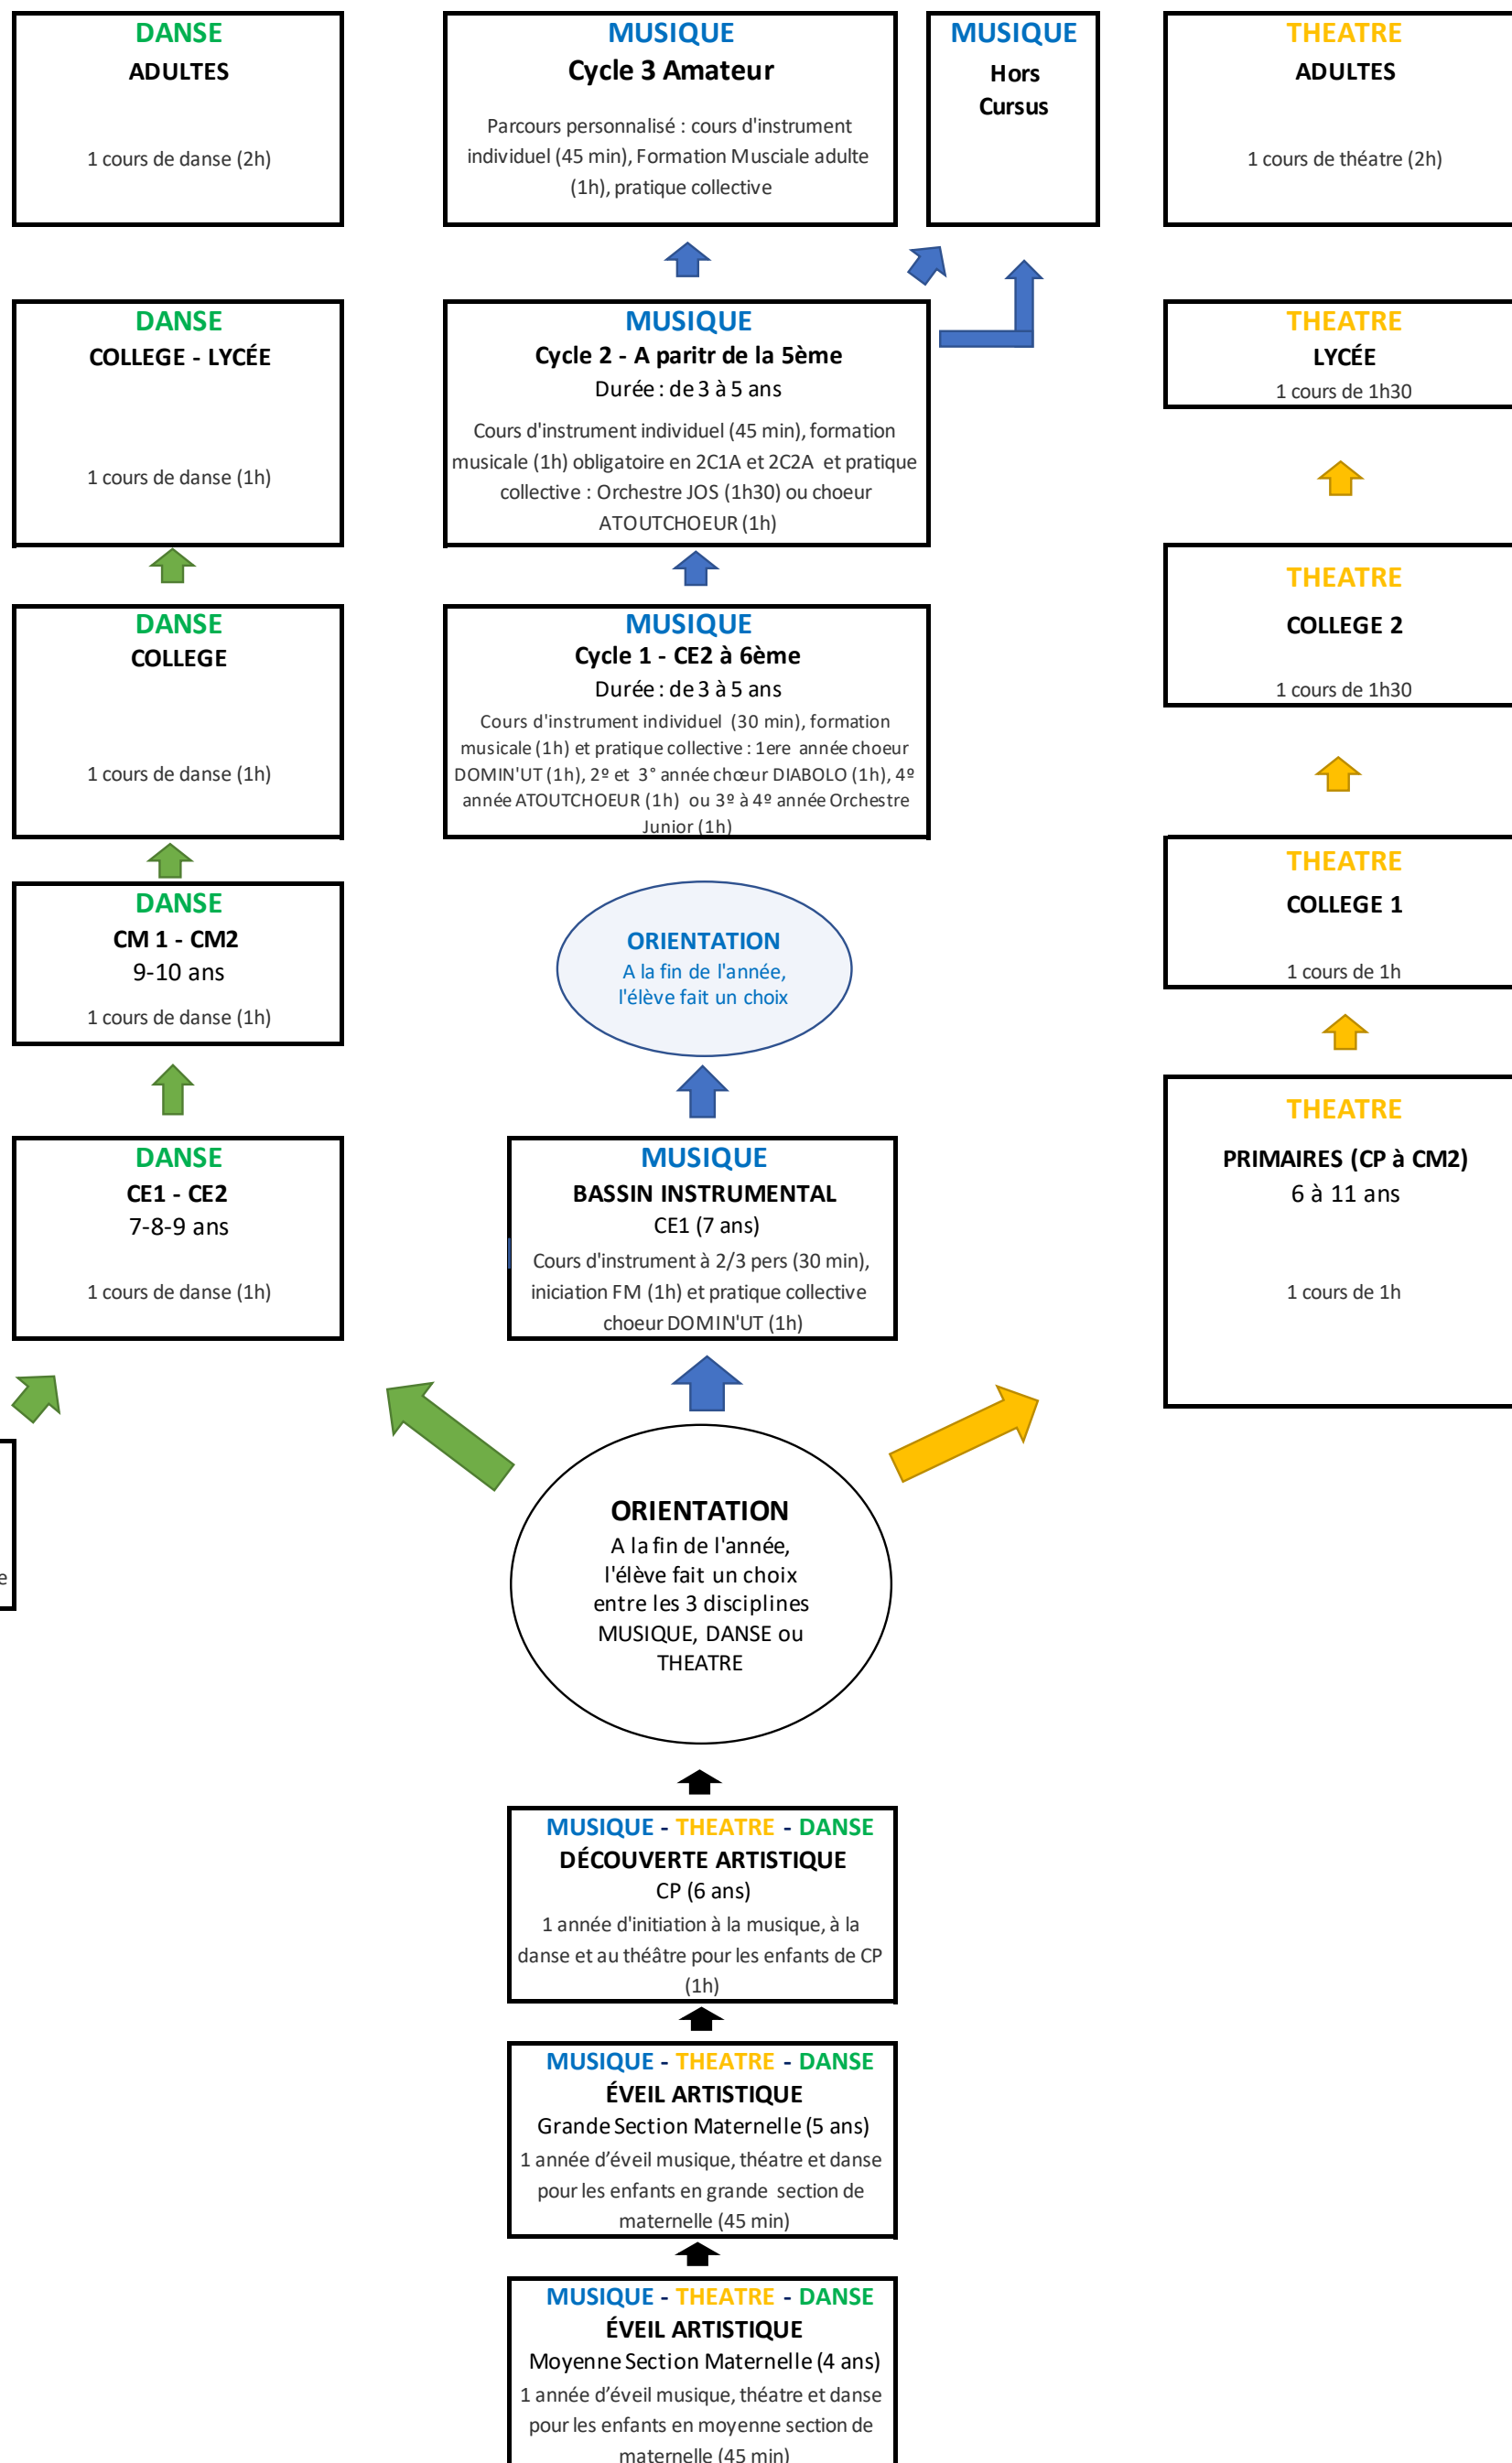 DANSE
ADULTES
1 cours de danse (2h)
MUSIQUE
Cycle 3 Amateur
Parcours personnalisé : cours d'instrument
individuel (45 min), Formation Musciale adulte
(1h), pratique collective
MUSIQUE
Hors
Cursus
THEATRE
ADULTES
1 cours de théatre (2h)
DANSE
COLLEGE - LYCÉE
1 cours de danse (1h)
MUSIQUE
Cycle 2 - A paritr de la 5ème
Durée : de 3 à 5 ans
Cours d'instrument individuel (45 min), formation
musicale (1h) obligatoire en 2C1A et 2C2A et pratique
collective : Orchestre JOS (1h30) ou choeur
ATOUTCHOEUR (1h)
THEATRE
LYCÉE
1 cours de 1h30
THEATRE
COLLEGE 2
1 cours de 1h30
DANSE
COLLEGE
1 cours de danse (1h)
MUSIQUE
Cycle 1 - CE2 à 6ème
Durée : de 3 à 5 ans
Cours d'instrument individuel (30 min), formation
musicale (1h) et pratique collective : 1ere année choeur
DOMIN'UT (1h), 2º et 3° année chœur DIABOLO (1h), 4º
année ATOUTCHOEUR (1h) ou 3º à 4º année Orchestre
Junior (1h)
THEATRE
COLLEGE 1
1 cours de 1h
DANSE
CM 1 - CM2
9-10 ans
1 cours de danse (1h)
ORIENTATION
A la fin de l'année,
l'élève fait un choix
DANSE
CE1 - CE2
7-8-9 ans
1 cours de danse (1h)
MUSIQUE
BASSIN INSTRUMENTAL
CE1 (7 ans)
Cours d'instrument à 2/3 pers (30 min),
iniciation FM (1h) et pratique collective
choeur DOMIN'UT (1h)
THEATRE
PRIMAIRES (CP à CM2)
6 à 11 ans
1 cours de 1h
e
ORIENTATION
A la fin de l'année,
l'élève fait un choix
entre les 3 disciplines
MUSIQUE, DANSE ou
THEATRE
MUSIQUE - THEATRE - DANSE
DÉCOUVERTE ARTISTIQUE
CP (6 ans)
1 année d'initiation à la musique, à la
danse et au théâtre pour les enfants de CP
(1h)
MUSIQUE - THEATRE - DANSE
ÉVEIL ARTISTIQUE
Grande Section Maternelle (5 ans)
1 année d’éveil musique, théatre et danse
pour les enfants en grande section de
maternelle (45 min)
MUSIQUE - THEATRE - DANSE
ÉVEIL ARTISTIQUE
Moyenne Section Maternelle (4 ans)
1 année d’éveil musique, théatre et danse
pour les enfants en moyenne section de
maternelle (45 min)